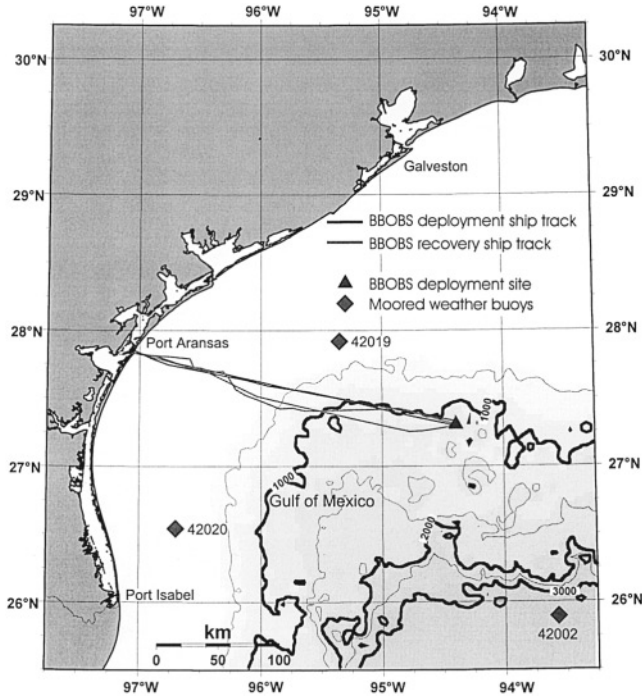 97°W 96°W 95°W 94°W
30°N 30°N
Galveston
29°N 29°N
BBOBS deployment ship track
BBOBS recovery ship track
BBOBS deployment site
Moored weather buoys
28°N 28°N
Port Aransas
42019
1000
27°N 27°N
1000
Gulf of Mexico
42020
2000
Port Isabel
26°N 26°N
3000
42002
km
0 50 100
97°W 96°W 95°W 94°W